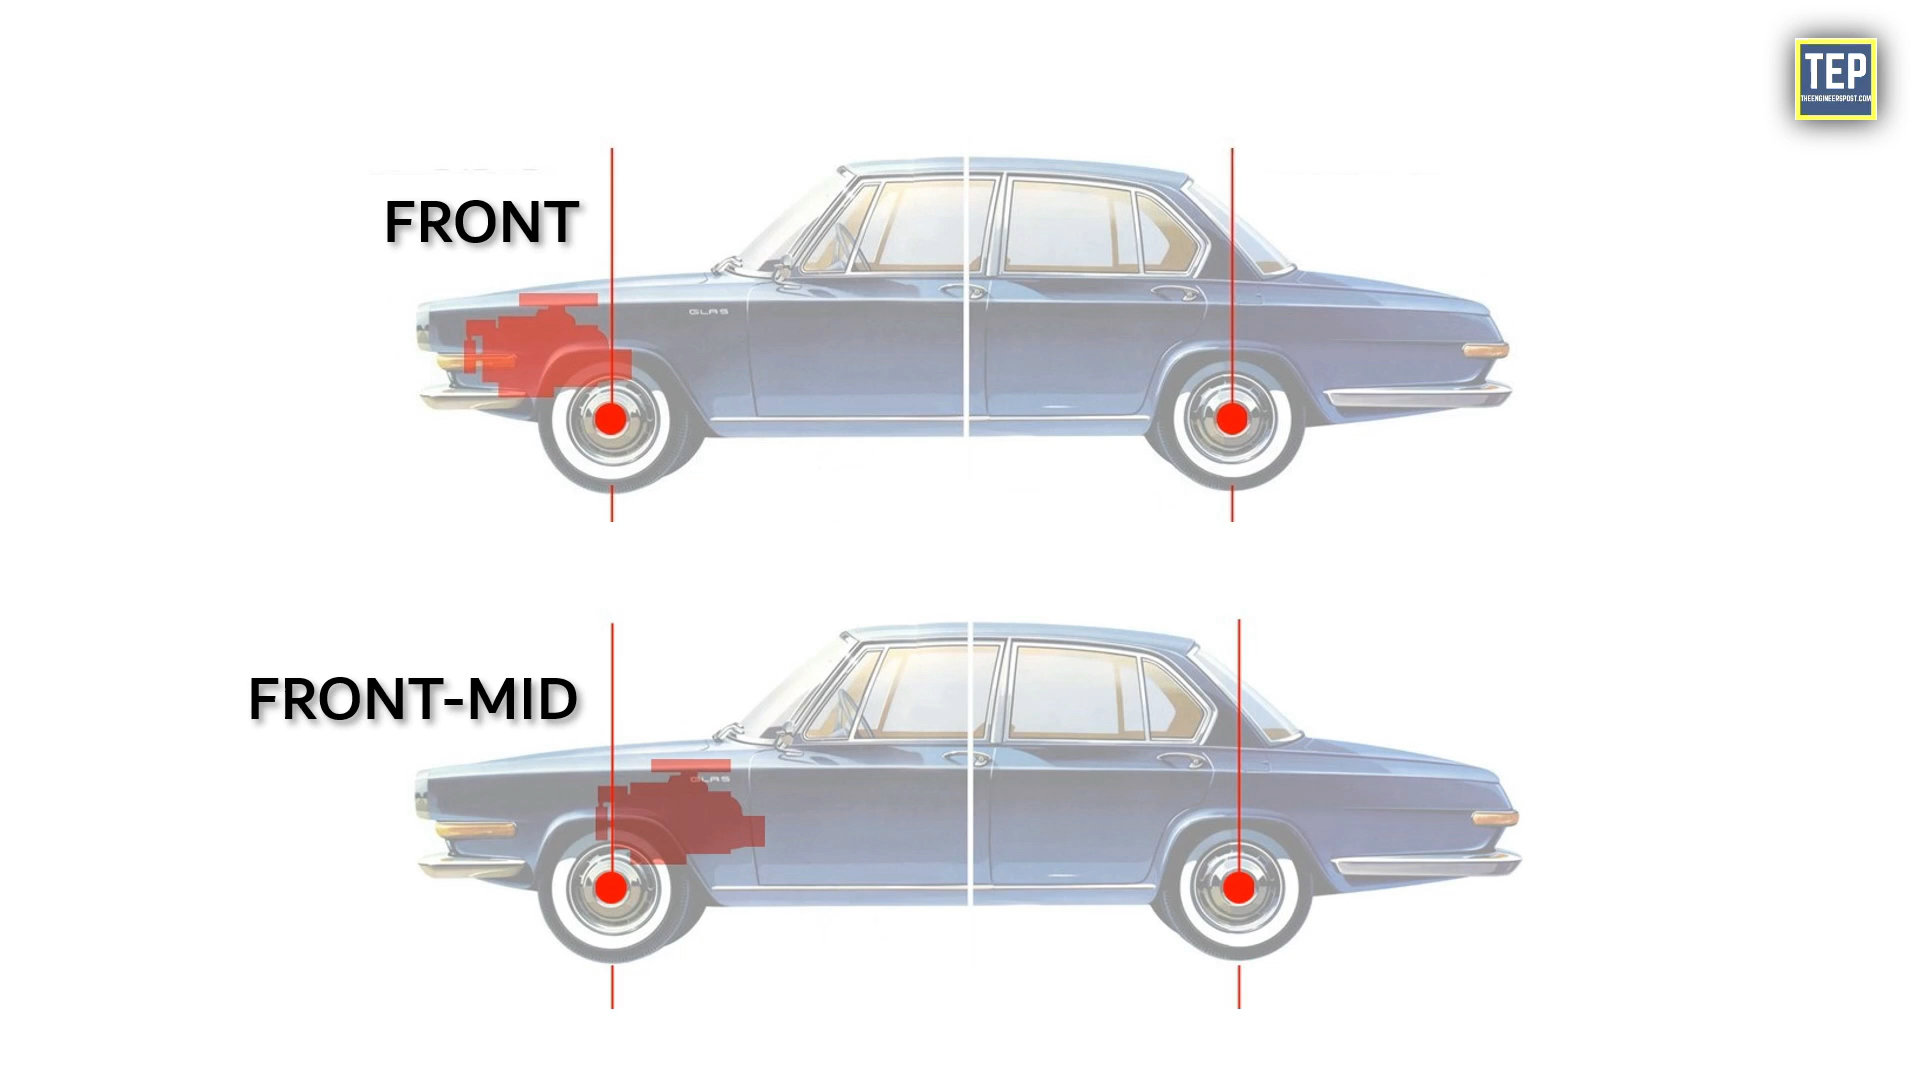 TEP
THEENGINEERSPOST.COM
FRONT
GLAS
FRONT-MID
GLAS